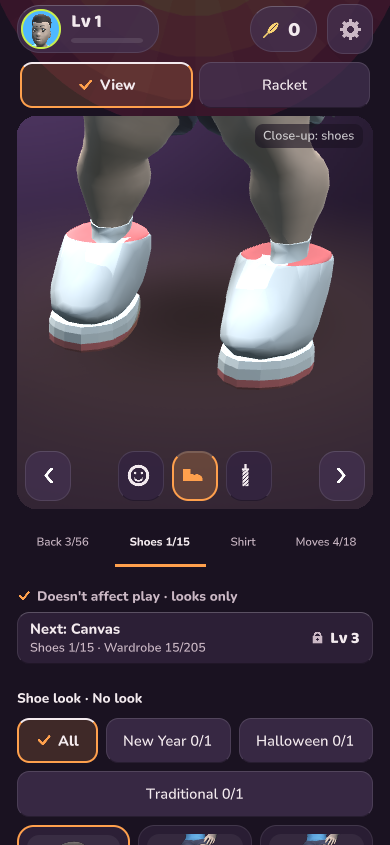 Lv 1
0
View
Racket
Close-up: shoes
Back 3/56
Shoes 1/15
Shirt
Moves 4/18
Doesn't affect play · looks only
Next: Canvas
Shoes 1/15 · Wardrobe 15/205
Lv 3
Shoe look · No look
All
New Year 0/1
Halloween 0/1
Traditional 0/1